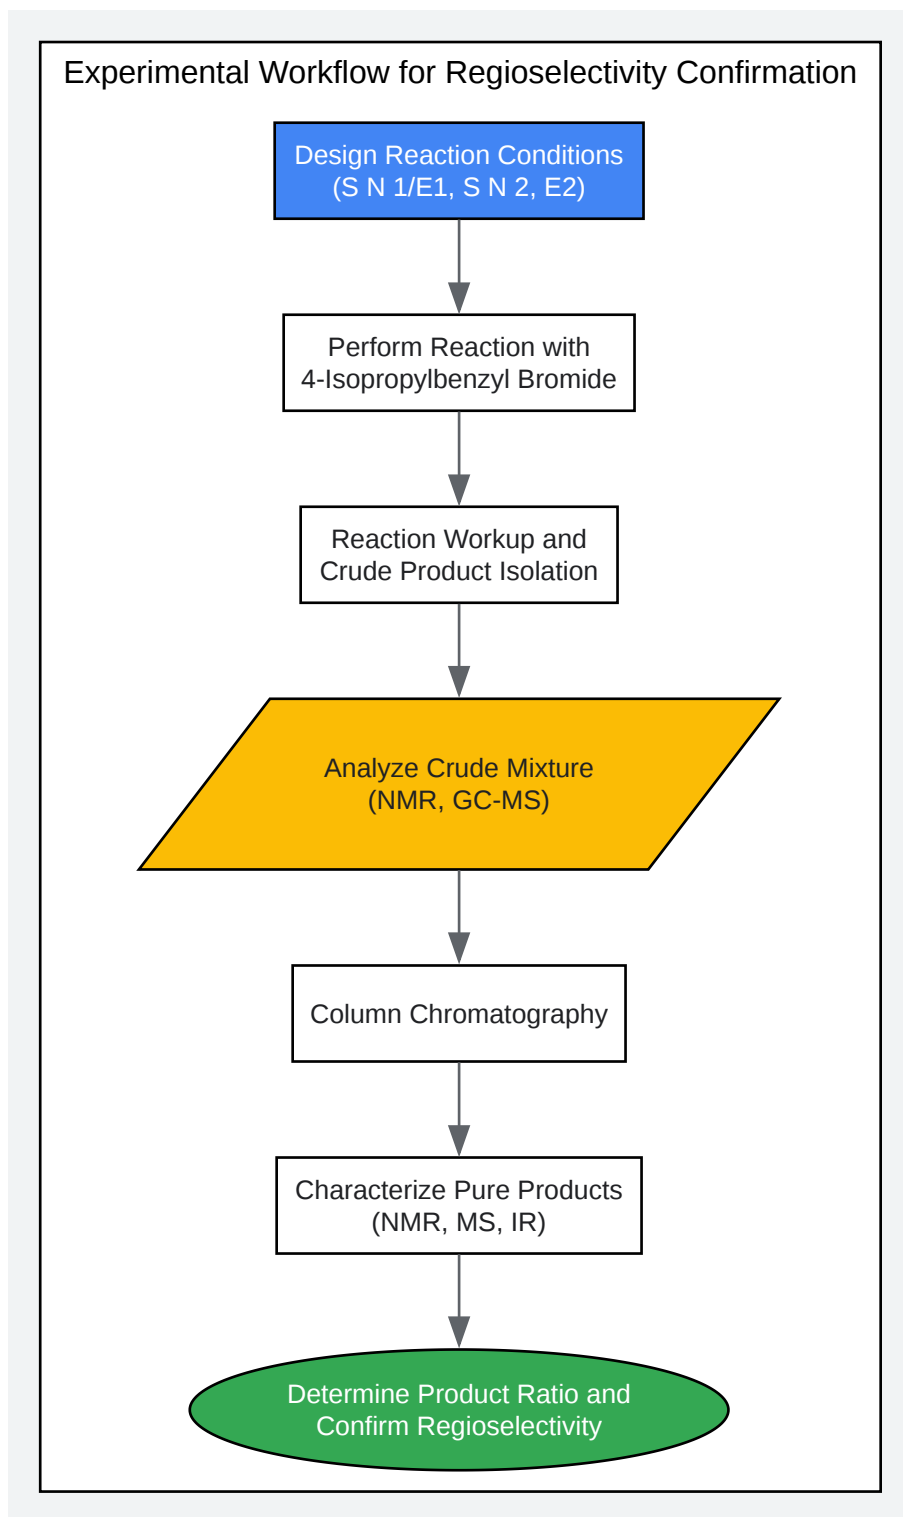 Experimental Workflow for Regioselectivity Confirmation
Design Reaction Conditions
(S N 1/E1, S N 2, E2)
Perform Reaction with
4-Isopropylbenzyl Bromide
Reaction Workup and
Crude Product Isolation
Analyze Crude Mixture
(NMR, GC-MS)
Column Chromatography
Characterize Pure Products
(NMR, MS, IR)
Determine Product Ratio and
Confirm Regioselectivity